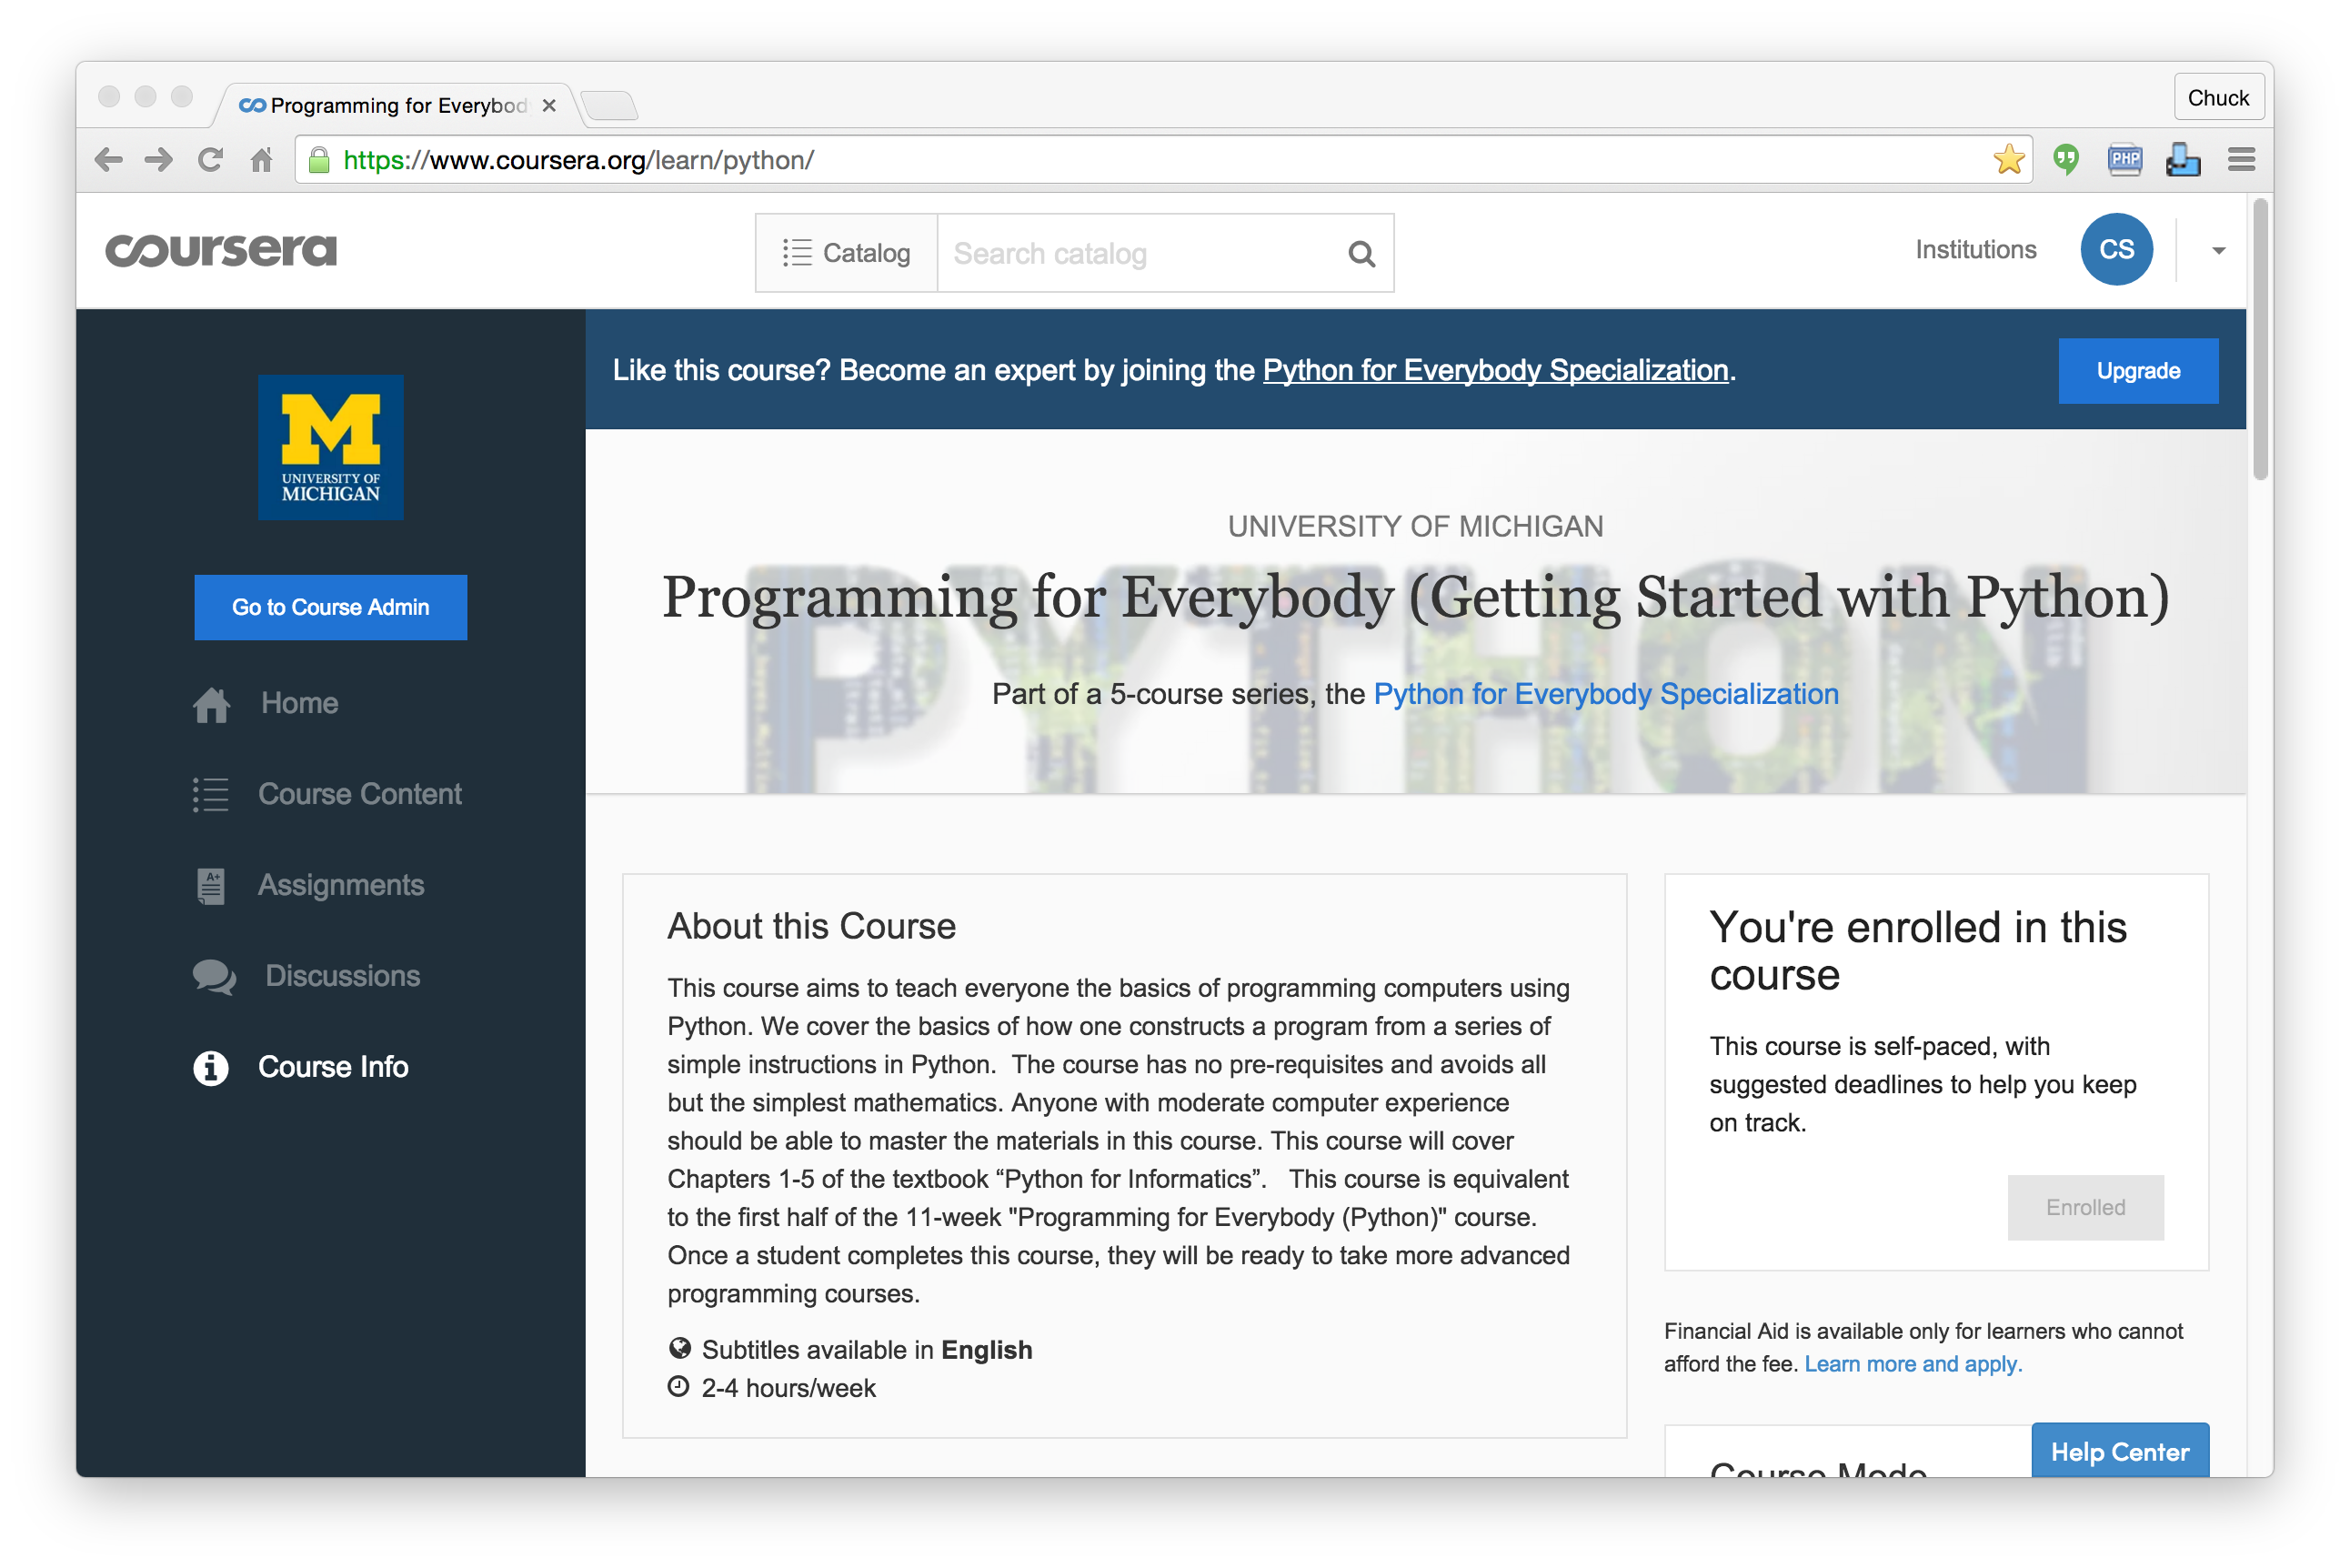 Programming for Everybod
Chuck
https://www.coursera.org/learn/python/
PHP
coursera
Catalog
Search catalog
Institutions
CS
M
UNIVERSITY OF
MICHIGAN
Go to Course Admin
Home
Course Content
A+
Assignments
Discussions
Course Info
Like this course? Become an expert by joining the Python for Everybody Specialization.
Upgrade
UNIVERSITY OF MICHIGAN
Programming for Everybody (Getting Started with Python)
PYTHON
Part of a 5-course series, the Python for Everybody Specialization
About this Course
This course aims to teach everyone the basics of programming computers using
Python. We cover the basics of how one constructs a program from a series of
simple instructions in Python.  The course has no pre-requisites and avoids all
but the simplest mathematics. Anyone with moderate computer experience
should be able to master the materials in this course. This course will cover
Chapters 1-5 of the textbook “Python for Informatics”.   This course is equivalent
to the first half of the 11-week "Programming for Everybody (Python)" course.
Once a student completes this course, they will be ready to take more advanced
programming courses.
Subtitles available in English
2-4 hours/week
You're enrolled in this
course
This course is self-paced, with
suggested deadlines to help you keep
on track.
Enrolled
Financial Aid is available only for learners who cannot
afford the fee. Learn more and apply.
Course Mode
Help Center